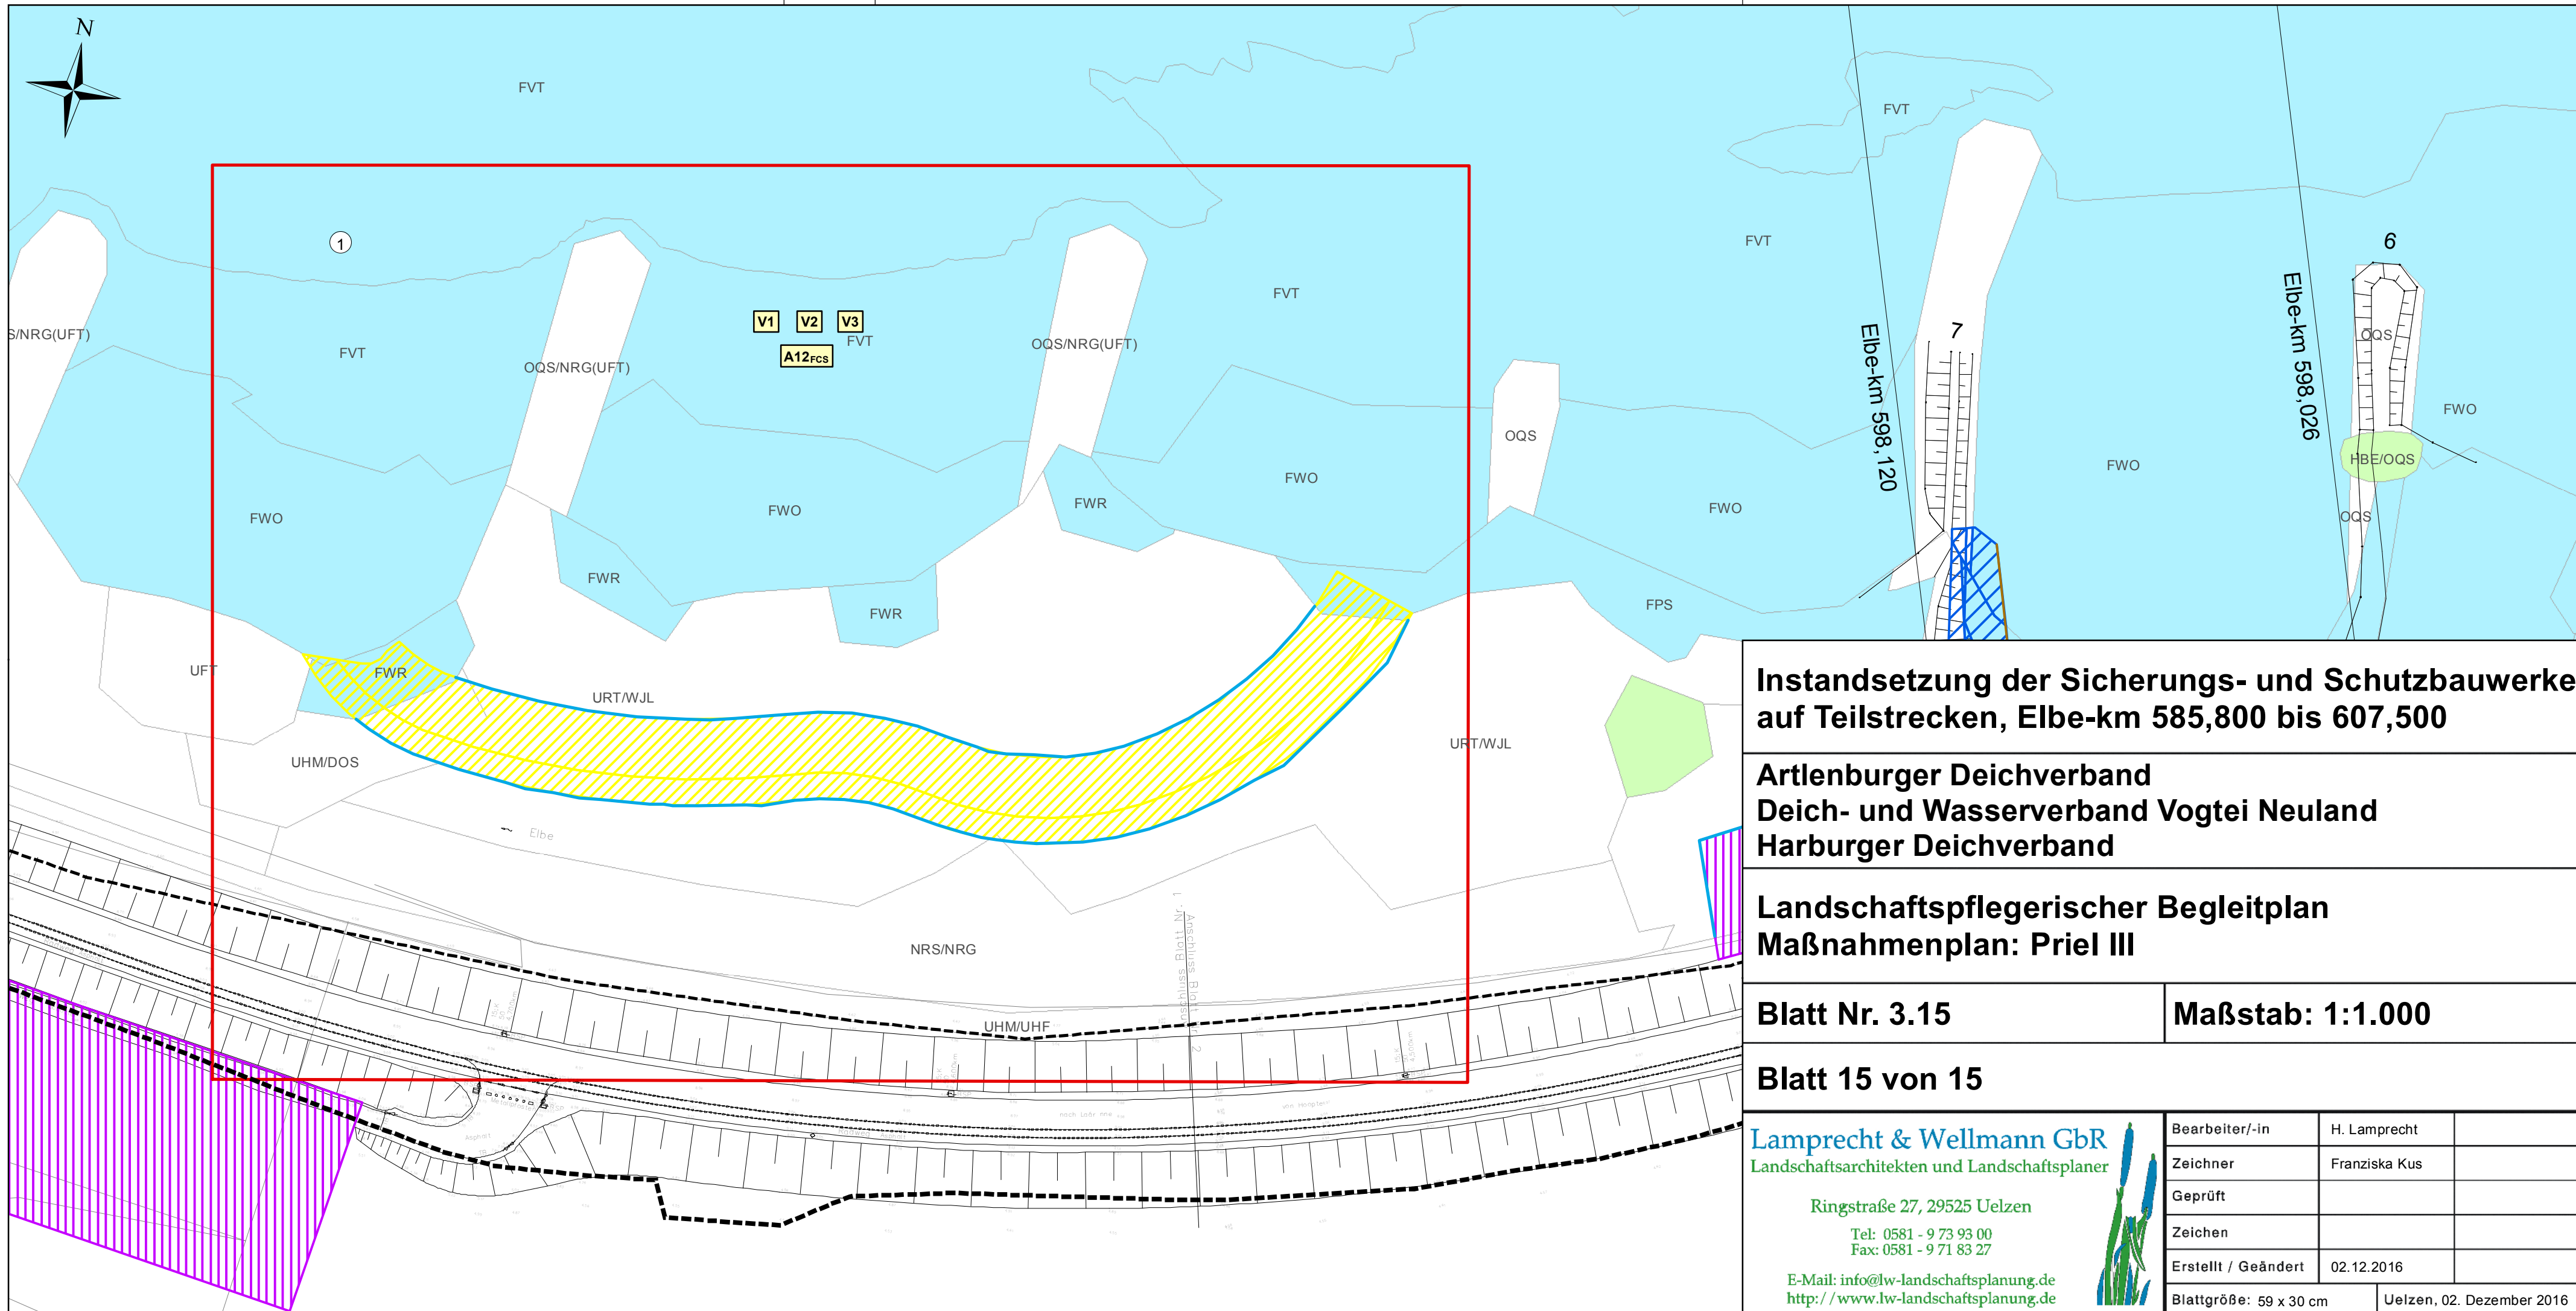 N
FVT
FVT
1
FVT
V1 V2 V3
FVT
A12FCS
FVT
FVT
6
S/NRG(UFT)
FVT
OQS/NRG(UFT)
OQS/NRG(UFT)
7
Elbe-km 598,120
Elbe-km 598,026
OQS
FWO
OQS
HBE/OQS
FWO
FWO
FWO
FWR
FWO
FWO
OQS
FWR
FWR
FPS
UFT
FWR
URT/WJL
URT/WJL
UHM/DOS
Elbe
NRS/NRG
UHM/UHF
Asphalt
Instandsetzung der Sicherungs- und Schutzbauwerke
auf Teilstrecken, Elbe-km 585,800 bis 607,500
Artlenburger Deichverband
Deich- und Wasserverband Vogtei Neuland
Harburger Deichverband
Landschaftspflegerischer Begleitplan
Maßnahmenplan: Priel III
Blatt Nr. 3.15
Maßstab: 1:1.000
Blatt 15 von 15
Lamprecht & Wellmann GbR
Landschaftsarchitekten und Landschaftsplaner
Ringstraße 27, 29525 Uelzen
Tel: 0581 - 9 73 93 00
Fax: 0581 - 9 71 83 27
E-Mail: info@lw-landschaftsplanung.de
http://www.lw-landschaftsplanung.de
Bearbeiter/-in H. Lamprecht
Zeichner Franziska Kus
Geprüft
Zeichen
Erstellt / Geändert 02.12.2016
Blattgröße: 59 x 30 cm
Uelzen, 02. Dezember 2016